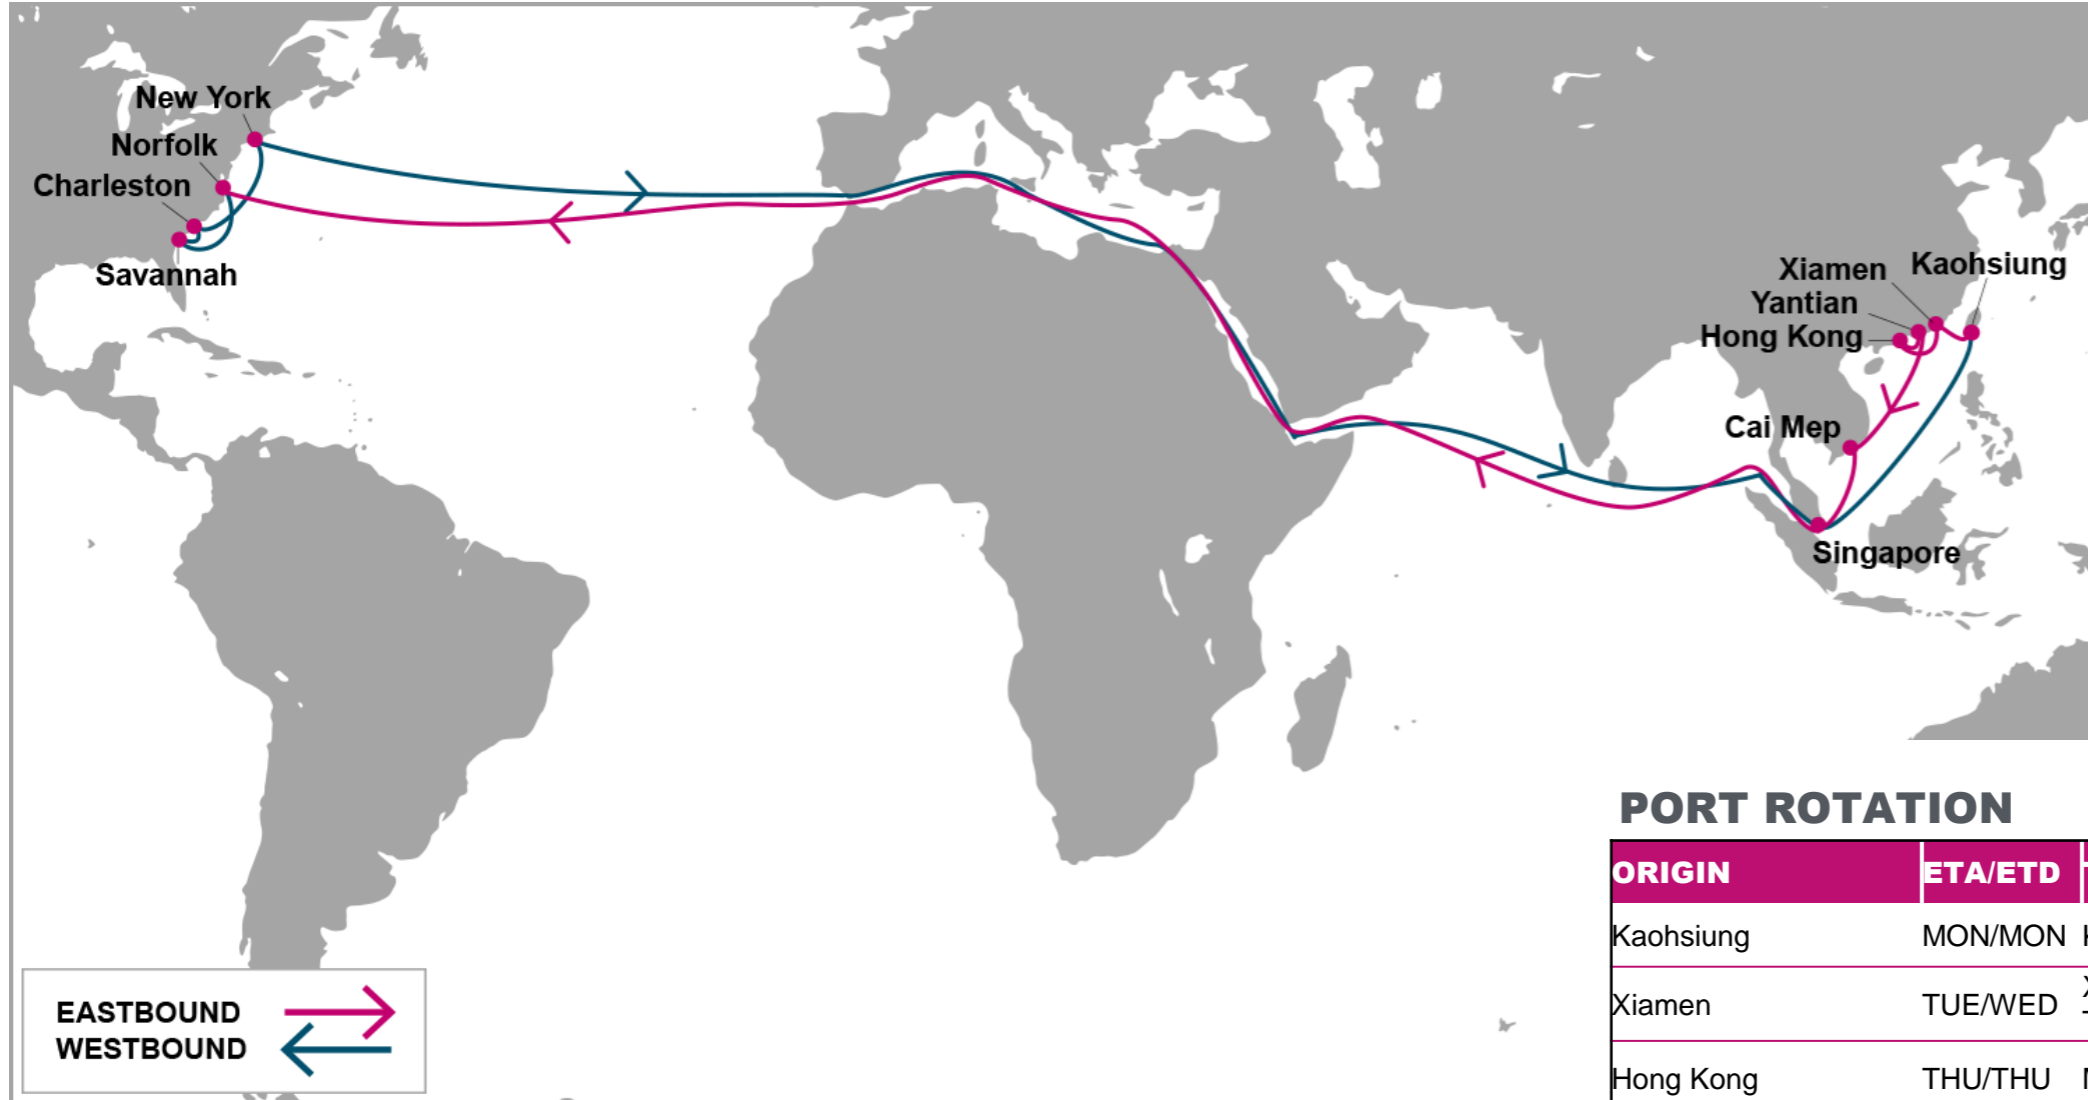 New York
Norfolk
Charleston
Savannah
Xiamen
Kaohsiung
Yantian
Hong Kong
Cai Mep
Singapore
EASTBOUND
WESTBOUND
PORT ROTATION
ORIGIN ETA/ETD
Kaohsiung MON/MON
Xiamen TUE/WED
Hong Kong THU/THU